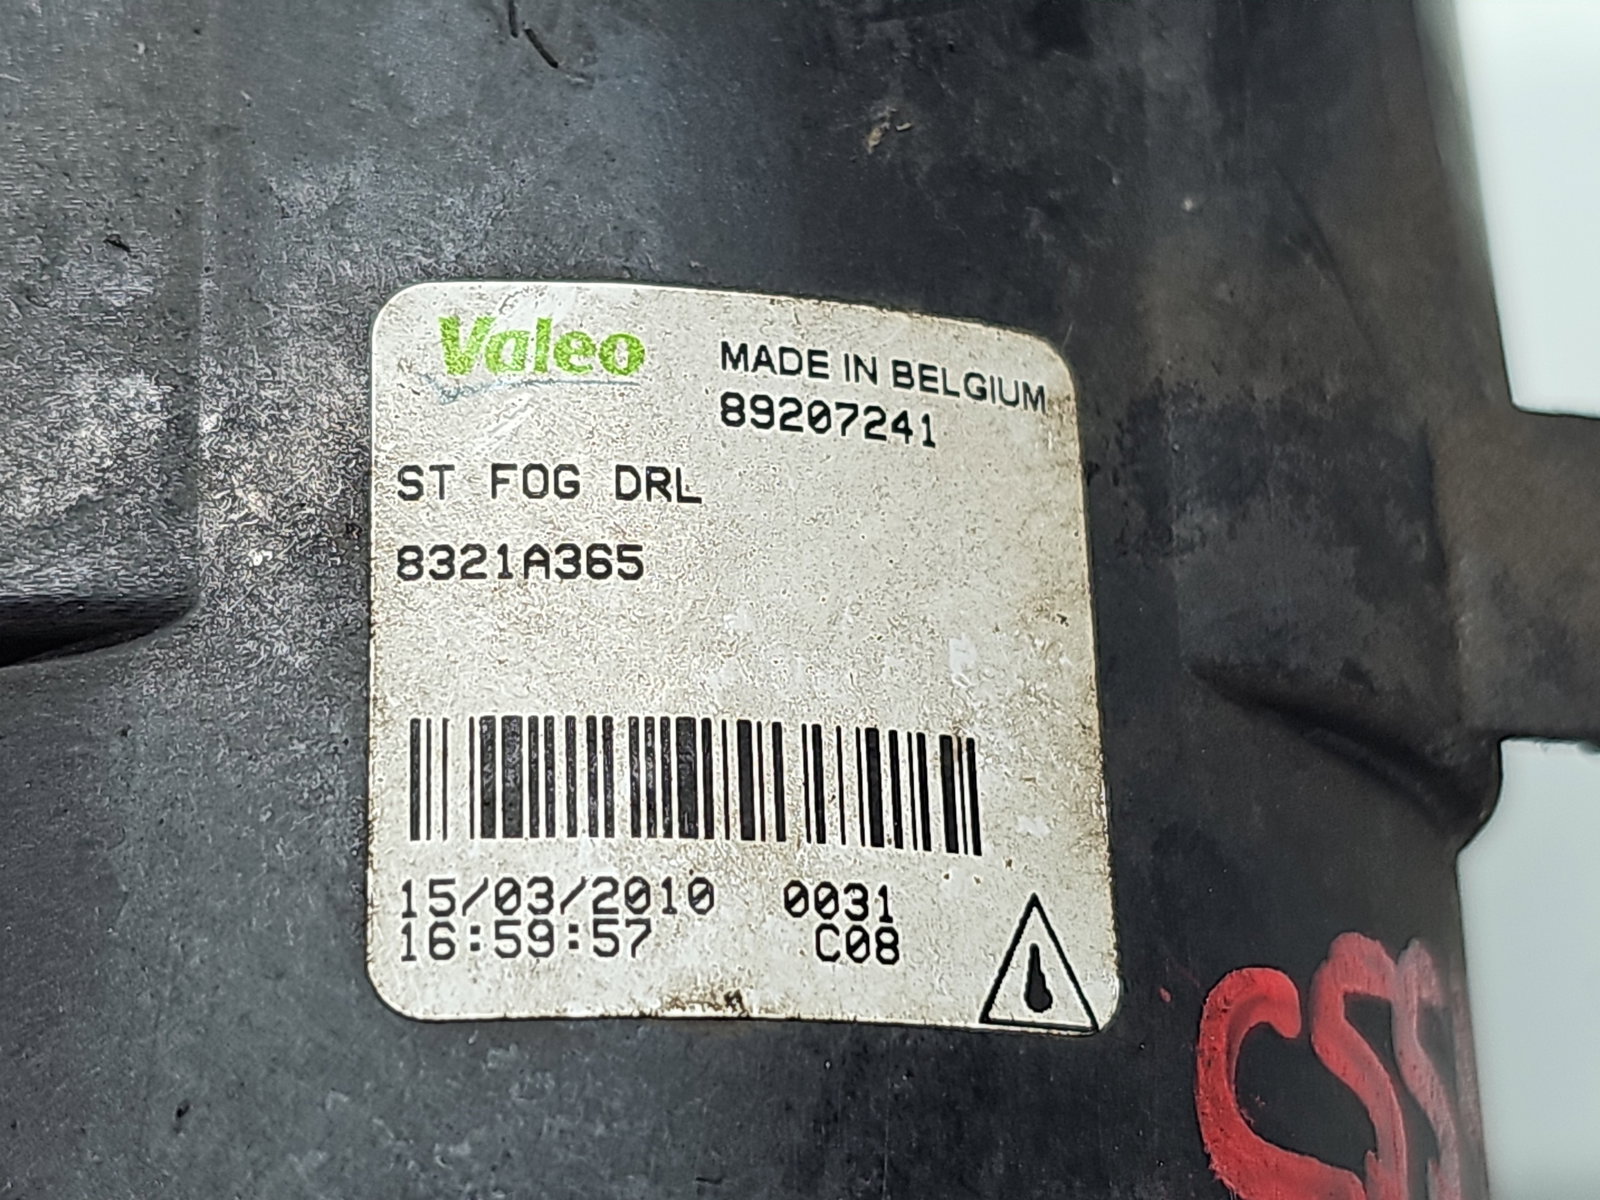 Valeo
MADE IN BELGIUM
89207241
ST FOG DRL
8321A365
15/03/2010 0031
16:59:57 C08